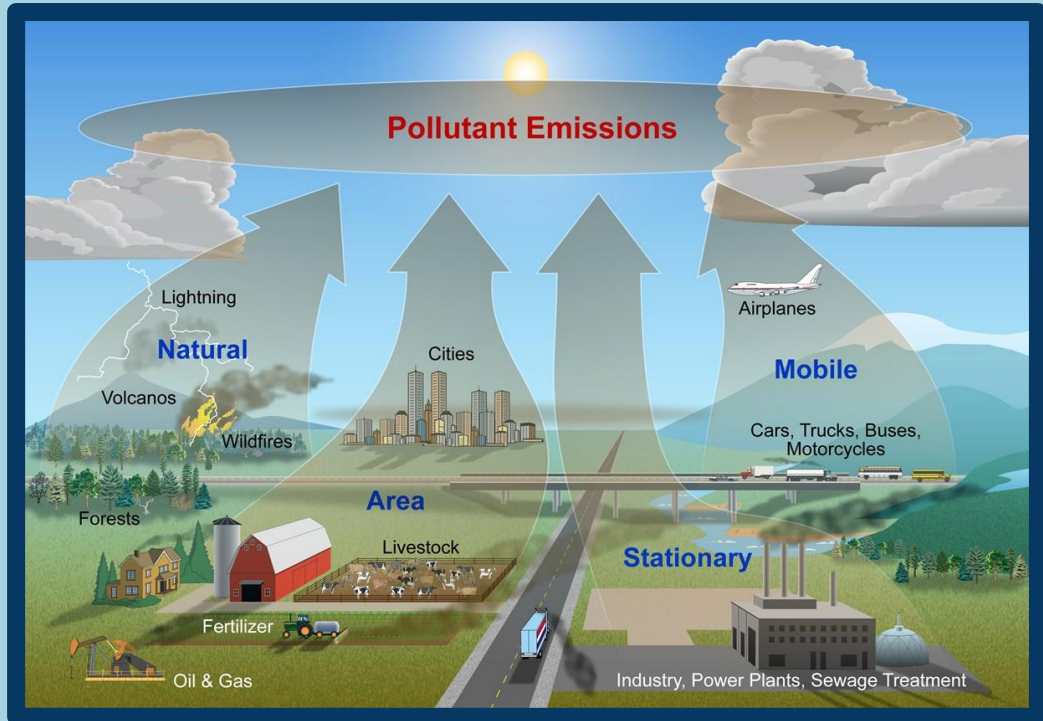 Pollutant Emissions
Lightning
Natural
Volcanos
Wildfires
Forests
Cities
Area
Livestock
Fertilizer
Oil & Gas
Airplanes
Mobile
Cars, Trucks, Buses,
Motorcycles
Stationary
Industry, Power Plants, Sewage Treatment